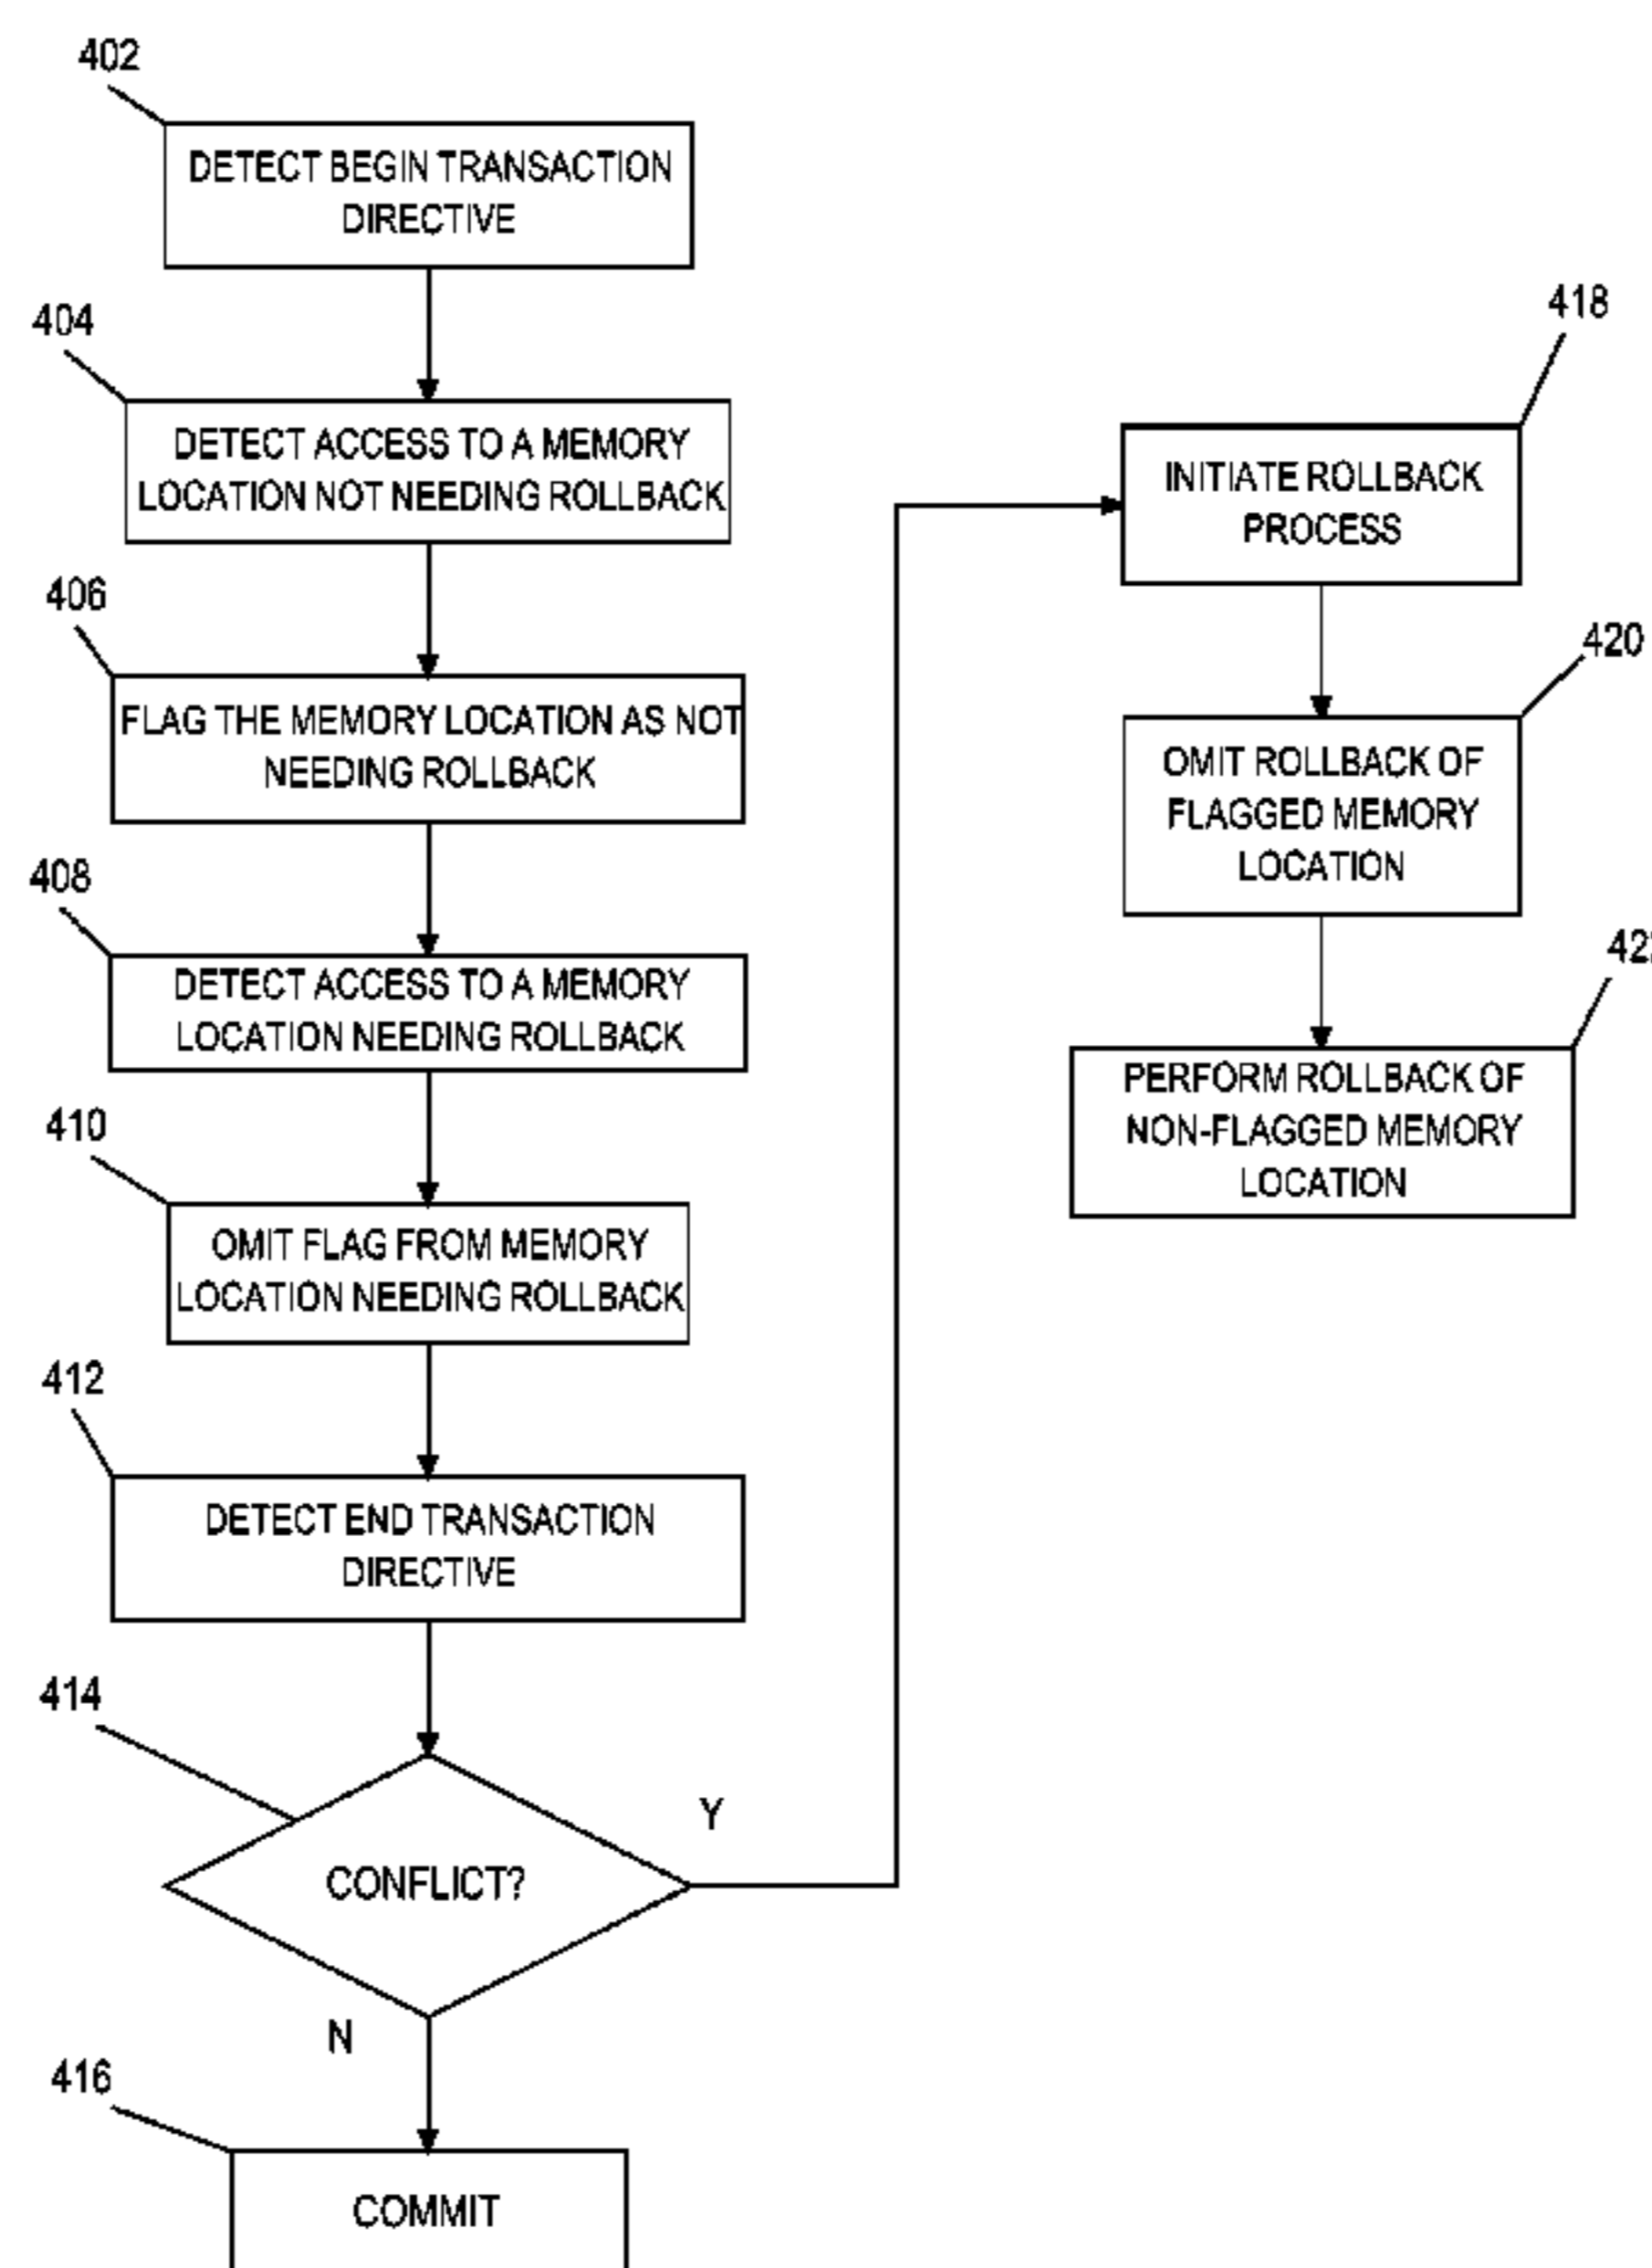 402
DETECT BEGIN TRANSACTION
DIRECTIVE
404
DETECT ACCESS TO A MEMORY
LOCATION NOT NEEDING ROLLBACK
406
FLAG THE MEMORY LOCATION AS NOT
NEEDING ROLLBACK
408
DETECT ACCESS TO A MEMORY
LOCATION NEEDING ROLLBACK
410
OMIT FLAG FROM MEMORY
LOCATION NEEDING ROLLBACK
412
DETECT END TRANSACTION
DIRECTIVE
414
CONFLICT?
Y
N
416
COMMIT
418
INITIATE ROLLBACK
PROCESS
420
OMIT ROLLBACK OF
FLAGGED MEMORY
LOCATION
PERFORM ROLLBACK OF
NON-FLAGGED MEMORY
LOCATION